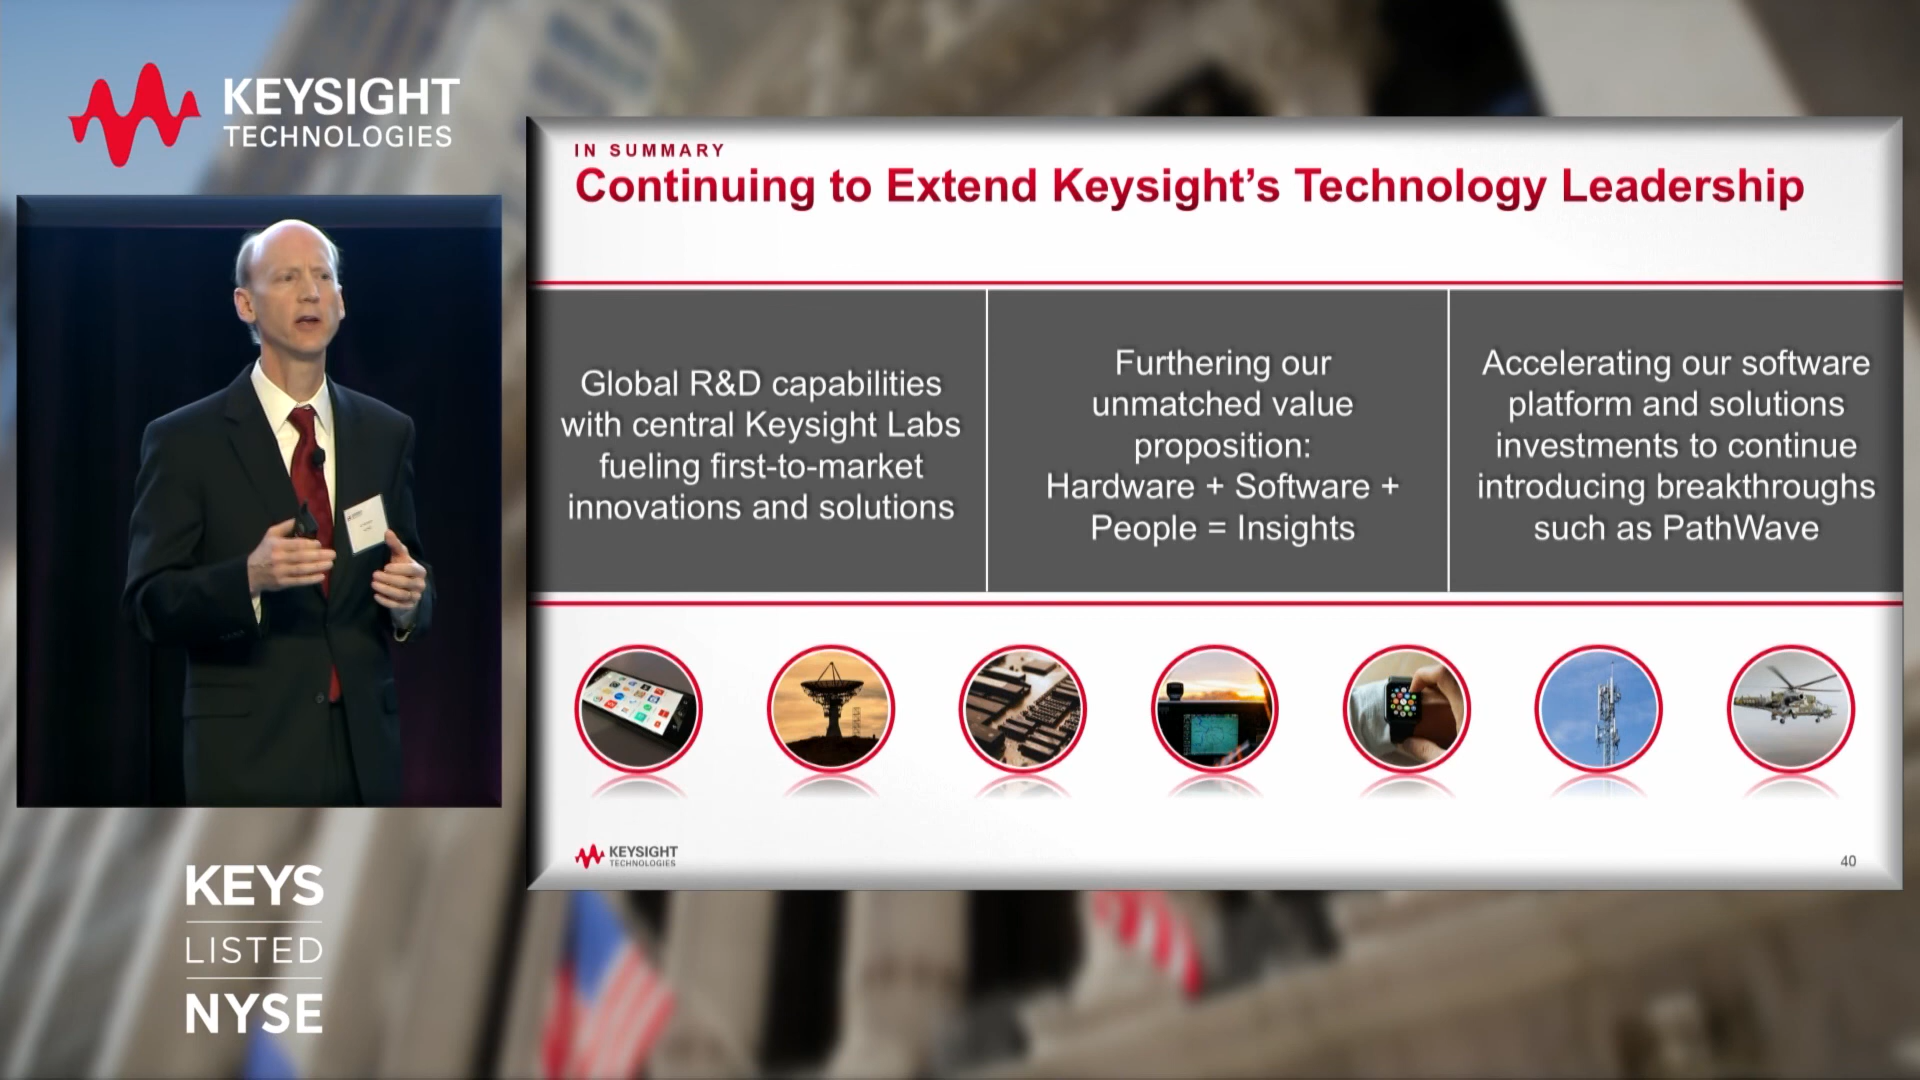 KEYSIGHT
TECHNOLOGIES
IN SUMMARY
Continuing to Extend Keysight's Technology Leadership
Global R&D capabilities
with central Keysight Labs
fueling first-to-market
innovations and solutions
Furthering our
unmatched value
proposition:
Hardware + Software +
People = Insights
Accelerating our software
platform and solutions
investments to continue
introducing breakthroughs
such as PathWave
KEYSIGHT
TECHNOLOGIES
40
KEYS
LISTED
NYSE